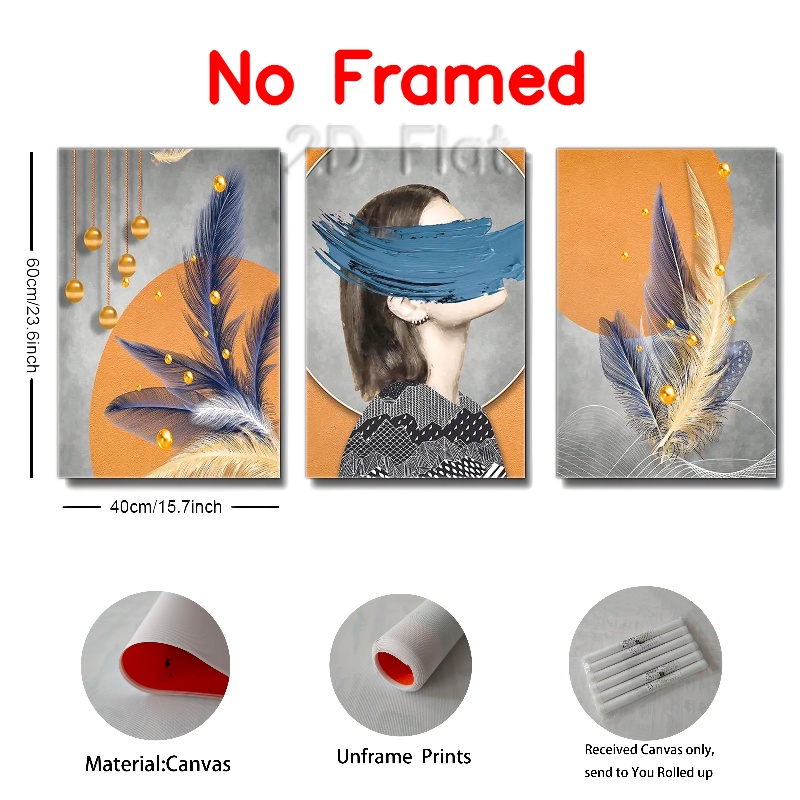 No Framed
2D Flat
60cm/23.6inch
40cm/15.7inch
Material:Canvas
Unframe Prints
Received Canvas only,
send to You Rolled up